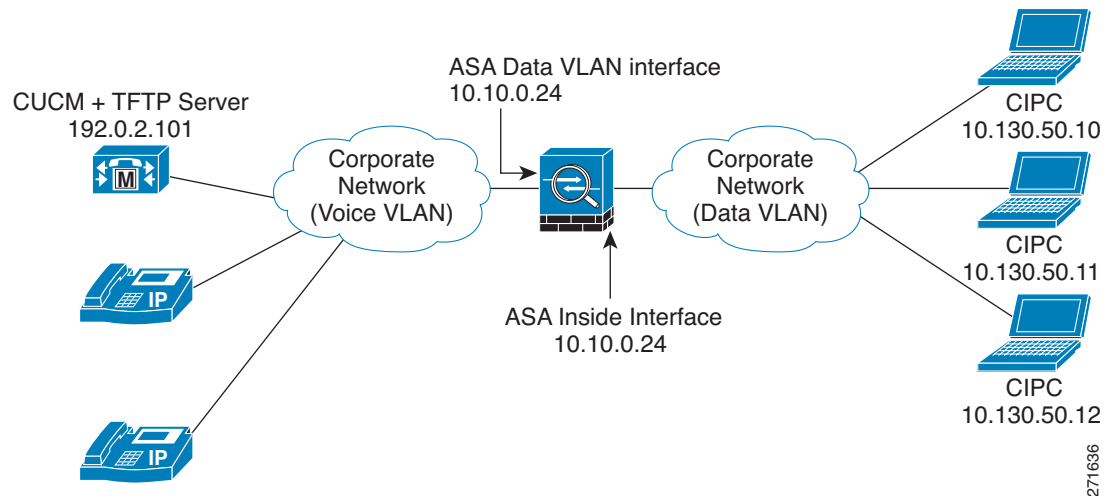 CUCM + TFTP Server
192.0.2.101
M
IP
IP
Corporate
Network
(Voice VLAN)
ASA Data VLAN interface
10.10.0.24
ASA Inside Interface
10.10.0.24
Corporate
Network
(Data VLAN)
CIPC
10.130.50.10
CIPC
10.130.50.11
CIPC
10.130.50.12
271636